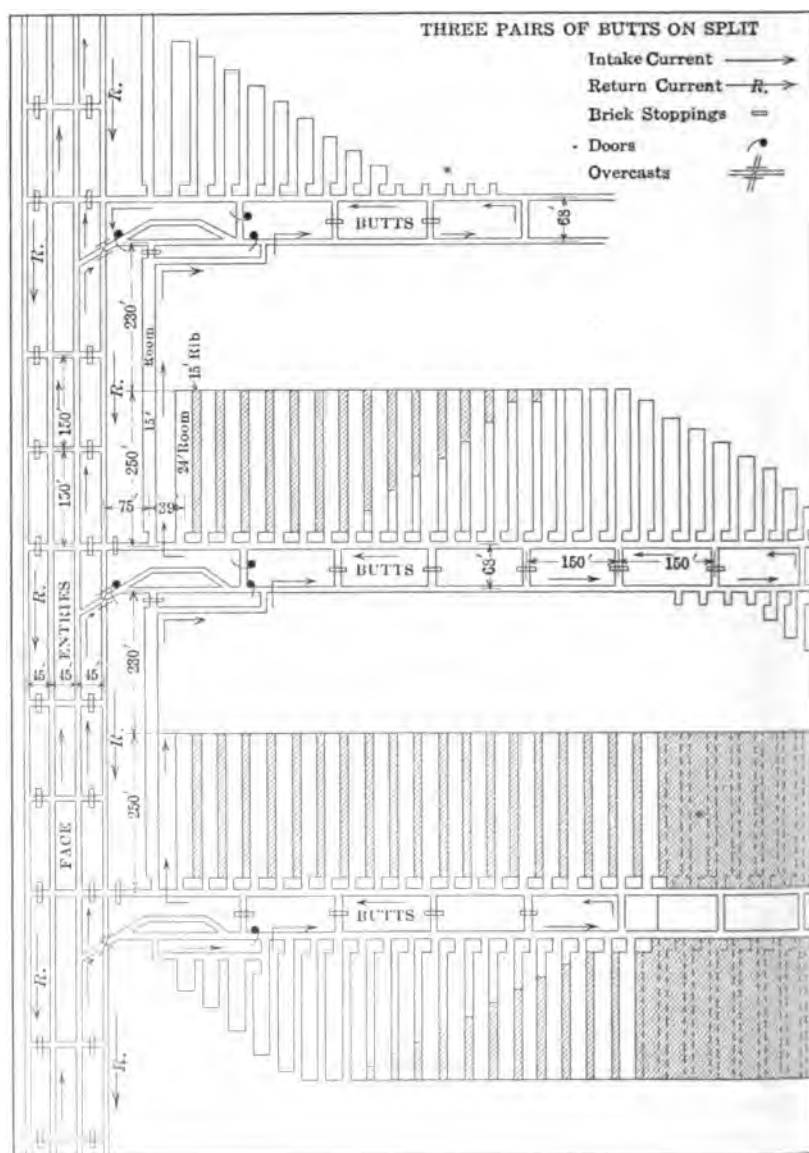 THREE PAIRS OF BUTTS ON SPLIT
Intake Current
Return Current R.
Brick Stoppings
Doors
Overcasts
R.
BUTTS
68'
R.
230'
Room
15' Rib
R.
150'
15'
250'
24' Room
150'
75'
39'
BUTTS
63'
150'
150'
R.
ENTRIES
45'
45'
45'
230'
R.
250'
FACE
BUTTS
R.
R.